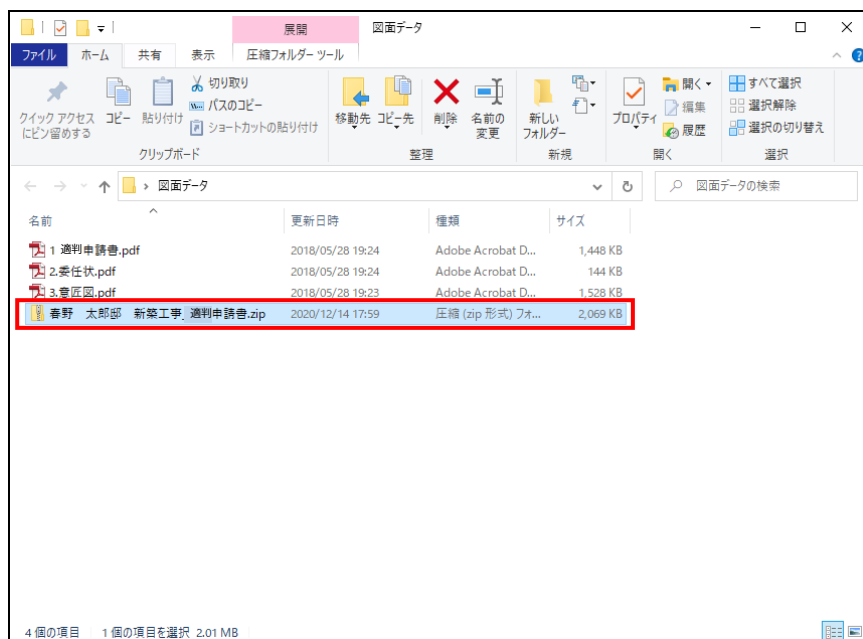 展開 図面データ
ファイル ホーム 共有 表示 圧縮フォルダー ツール
クイック アクセスにピン留めする
コピー
貼り付け
切り取り
パスのコピー
ショートカットの貼り付け
クリップボード
移動先
コピー先
削除
名前の変更
整理
新しいフォルダー
新規
プロパティ
開く
編集
履歴
開く
すべて選択
選択解除
選択の切り替え
選択
図面データ
図面データの検索
名前 更新日時 種類 サイズ
1 適判申請書.pdf 2018/05/28 19:24 Adobe Acrobat D... 1,448 KB
2.委任状.pdf 2018/05/28 19:24 Adobe Acrobat D... 144 KB
3.意匠図.pdf 2018/05/28 19:23 Adobe Acrobat D... 1,528 KB
春野　太郎邸　新築工事_適判申請書.zip 2020/12/14 17:59 圧縮 (zip 形式) フォ... 2,069 KB
4 個の項目 1 個の項目を選択 2.01 MB